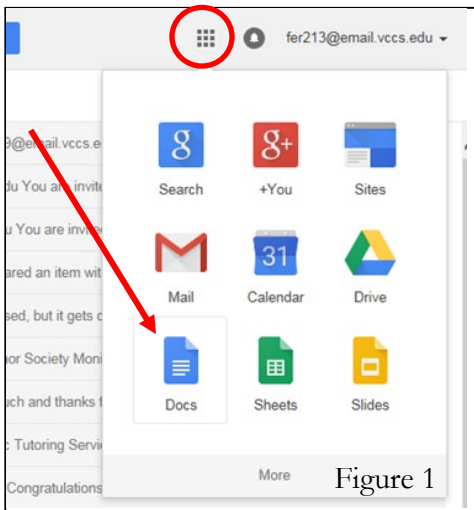 fer213@email.vccs.edu
9@email.vccs.e
du You are invite
u You are invite
ared an item wit
sed, but it gets
or Society Moni
uch and thanks
Tutoring Servi
Congratulations
g
Search
g+
+You
Sites
Mail
31
Calendar
Drive
Docs
Sheets
Slides
More
Figure 1